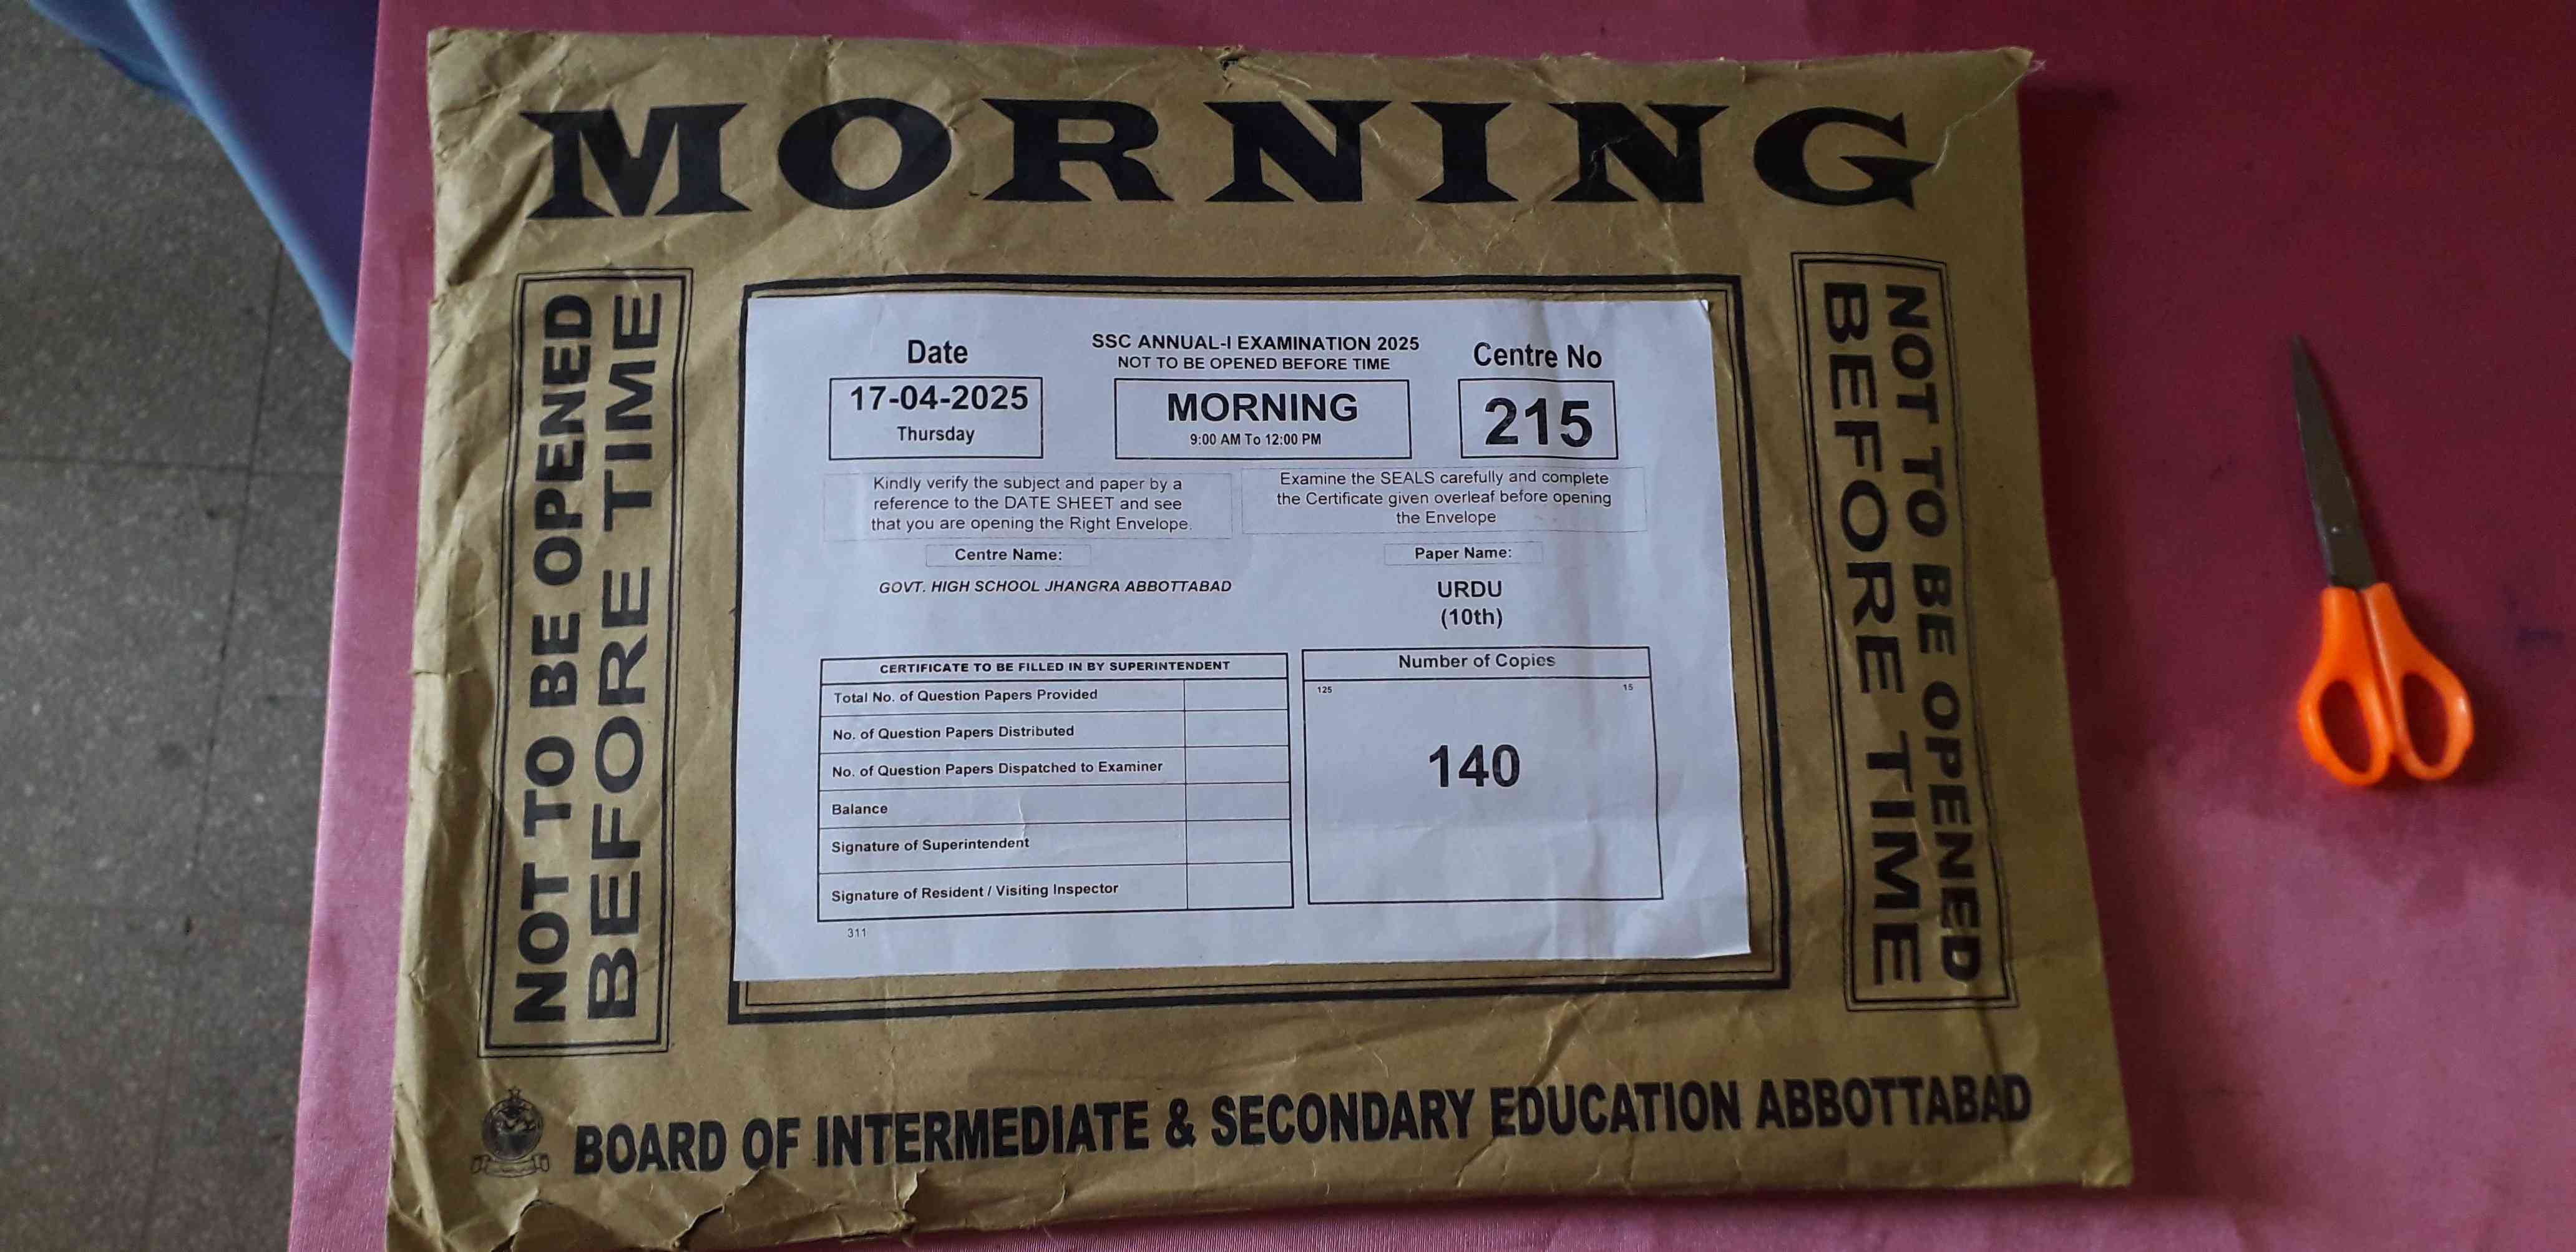 MORNING
NOT TO BE OPENED
BEFORE TIME
Date
17-04-2025
Thursday
SSC ANNUAL-I EXAMINATION 2025
NOT TO BE OPENED BEFORE TIME
MORNING
9:00 AM To 12:00 PM
Centre No
215
Kindly verify the subject and paper by a
reference to the DATE SHEET and see
that you are opening the Right Envelope.
Examine the SEALS carefully and complete
the Certificate given overleaf before opening
the Envelope
Centre Name:
GOVT. HIGH SCHOOL JHANGRA ABBOTTABAD
Paper Name:
URDU
(10th)
CERTIFICATE TO BE FILLED IN BY SUPERINTENDENT
Total No. of Question Papers Provided
No. of Question Papers Distributed
No. of Question Papers Dispatched to Examiner
Balance
Signature of Superintendent
Signature of Resident / Visiting Inspector
311
Number of Copies
125 15
140
NOT TO BE OPENED
BEFORE TIME
BOARD OF INTERMEDIATE & SECONDARY EDUCATION ABBOTTABAD